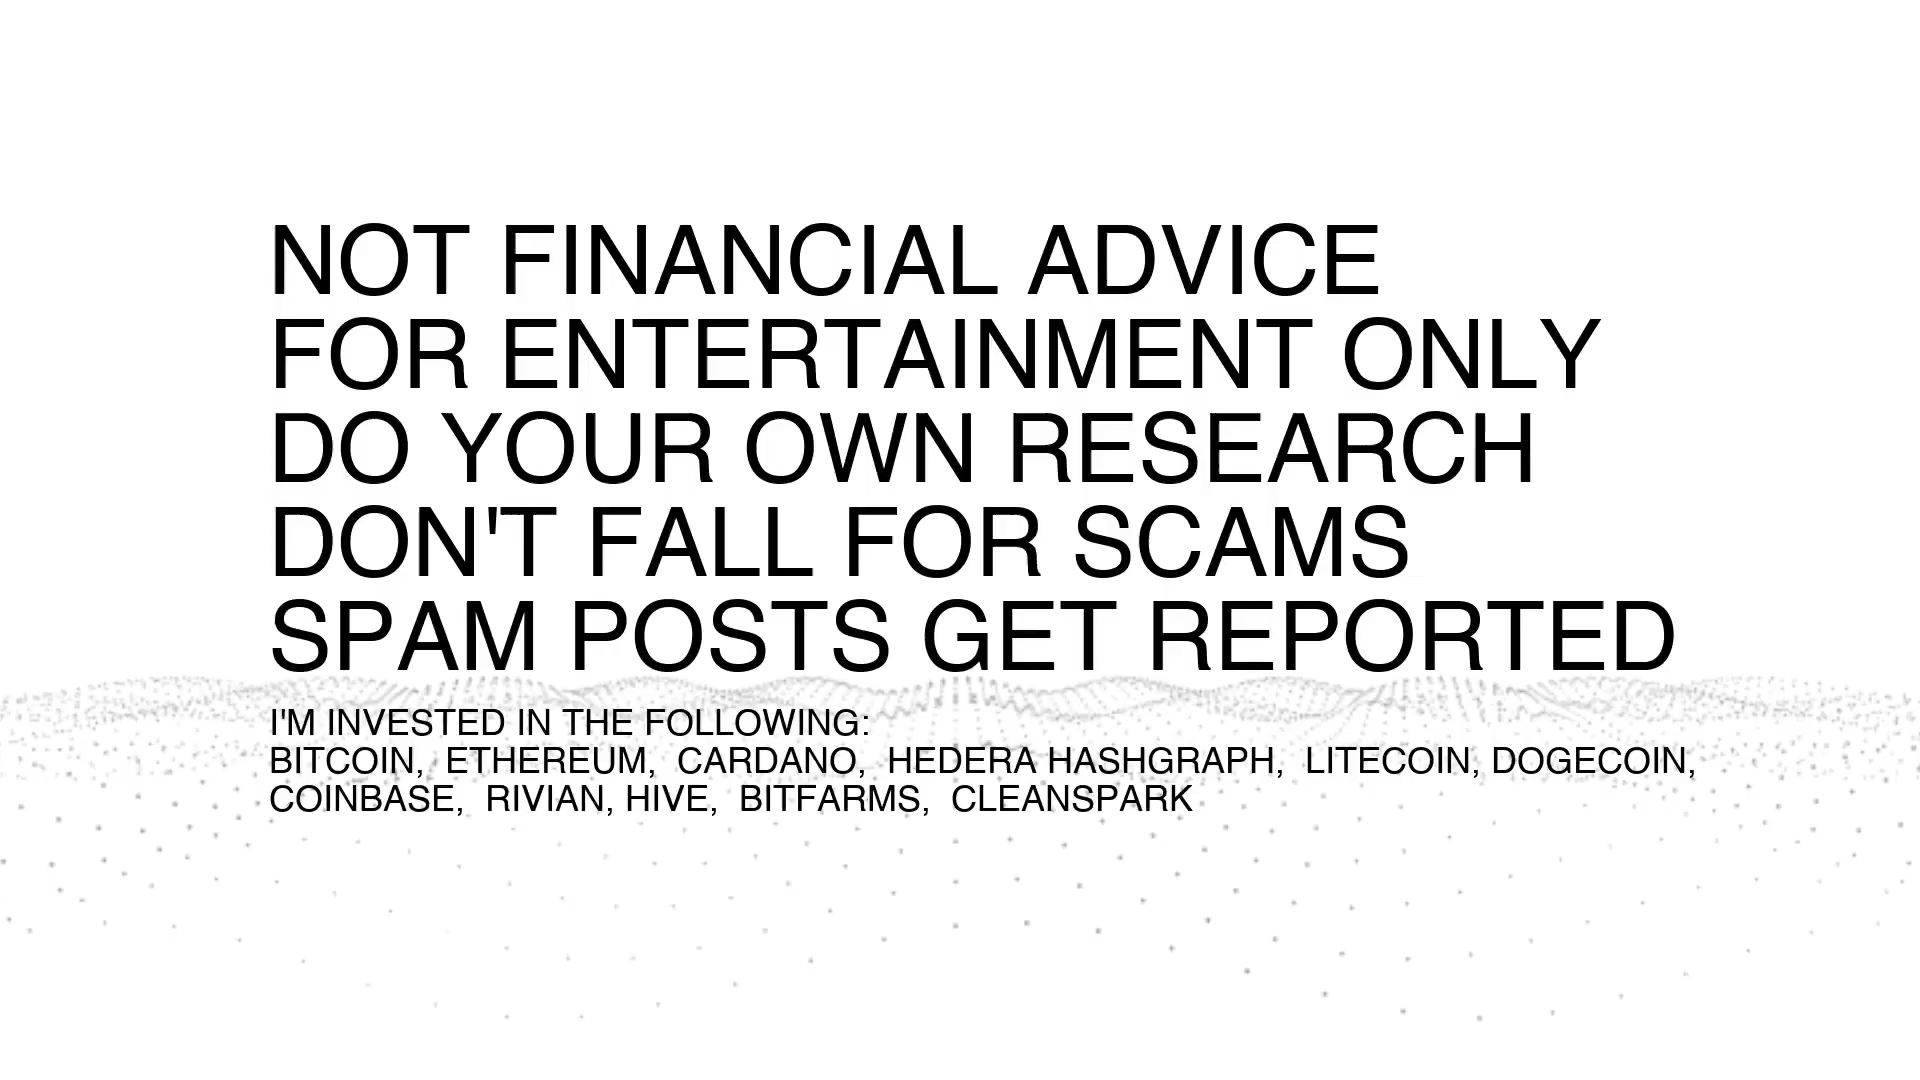 NOT FINANCIAL ADVICE
FOR ENTERTAINMENT ONLY
DO YOUR OWN RESEARCH
DON'T FALL FOR SCAMS
SPAM POSTS GET REPORTED
I'M INVESTED IN THE FOLLOWING:
BITCOIN, ETHEREUM, CARDANO, HEDERA HASHGRAPH, LITECOIN, DOGECOIN,
COINBASE, RIVIAN, HIVE, BITFARMS, CLEANSPARK